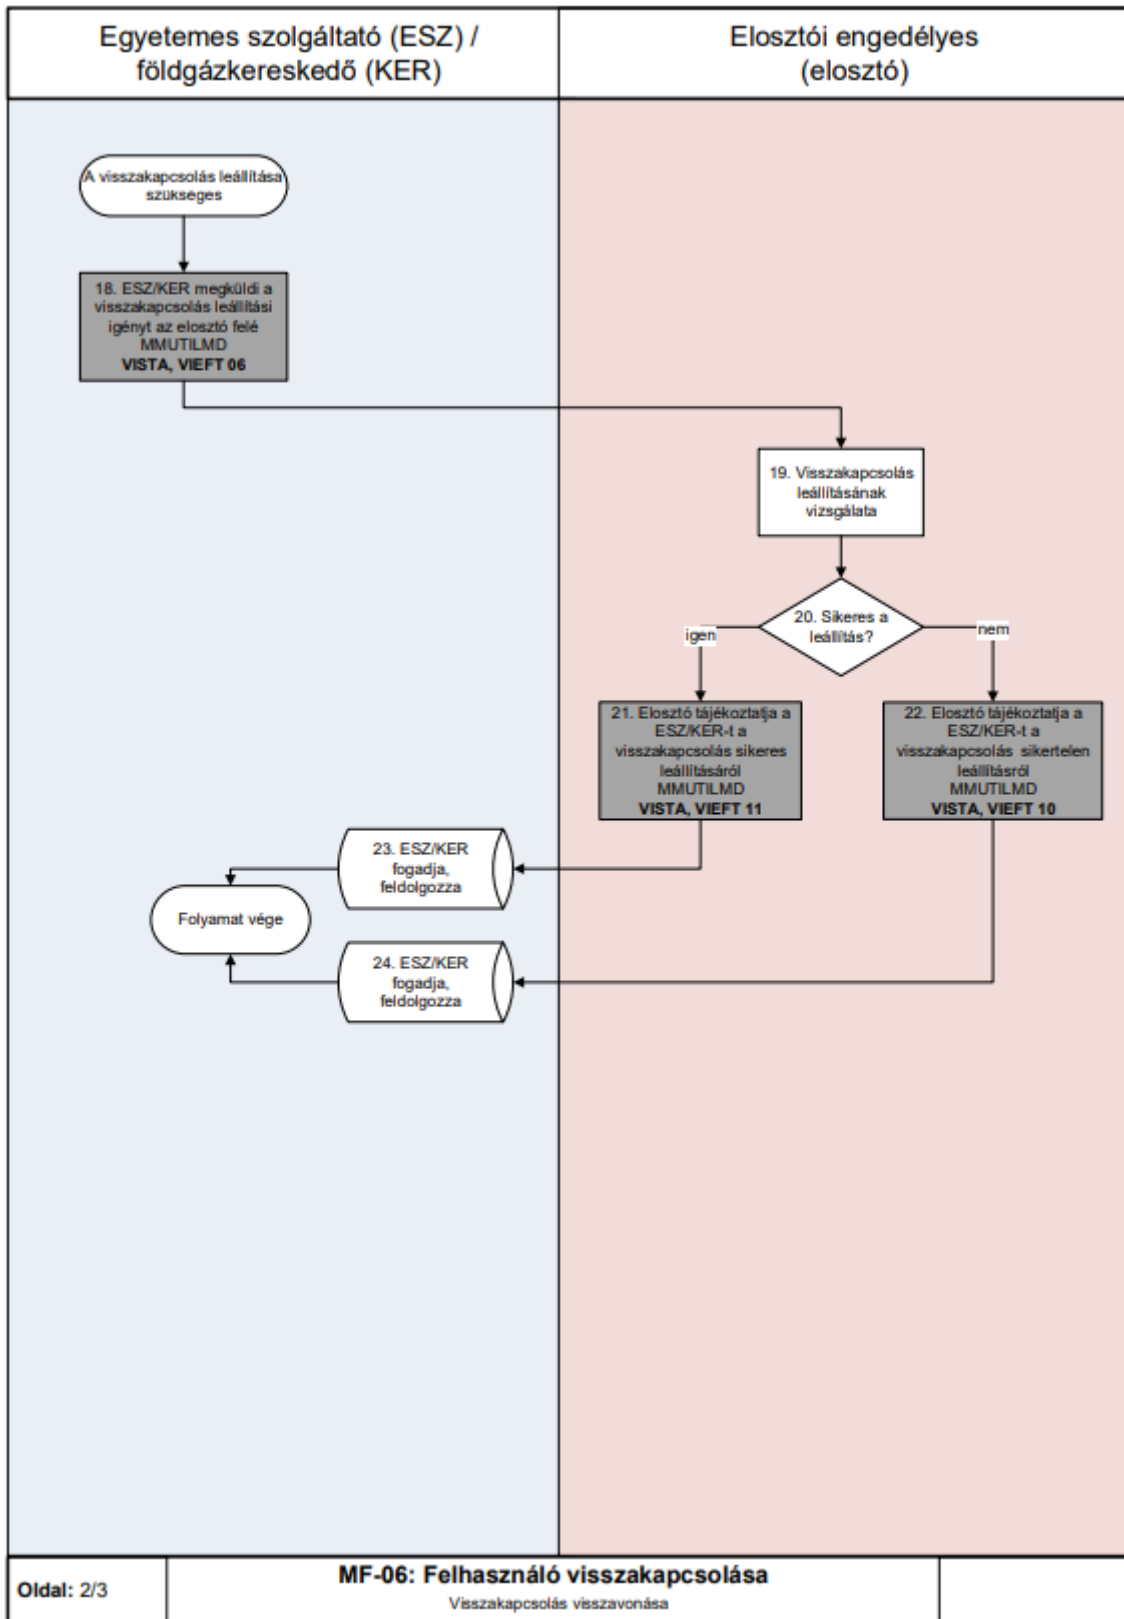 Egyetemes szolgáltató (ESZ) /
földgázkereskedő (KER)
Elosztói engedélyes
(elosztó)
A visszakapcsolás leállítása
szükseges
18. ESZ/KER megküldi a
visszakapcsolás leállítási
igényt az elosztó felé
MMUTILMD
VISTA, VIEFT 06
19. Visszakapcsolás
leállításának
vizsgálata
20. Sikeres a
leállítás?
igen
nem
21. Elosztó tájékoztatja a
ESZ/KER-t a
visszakapcsolás sikeres
leállításáról
MMUTILMD
VISTA, VIEFT 11
22. Elosztó tájékoztatja a
ESZ/KER-t a
visszakapcsolás sikertelen
leállításról
MMUTILMD
VISTA, VIEFT 10
23. ESZ/KER
fogadja,
feldolgozza
Folyamat vége
24. ESZ/KER
fogadja,
feldolgozza
Oldal: 2/3
MF-06: Felhasználó visszakapcsolása
Visszakapcsolás visszavonása